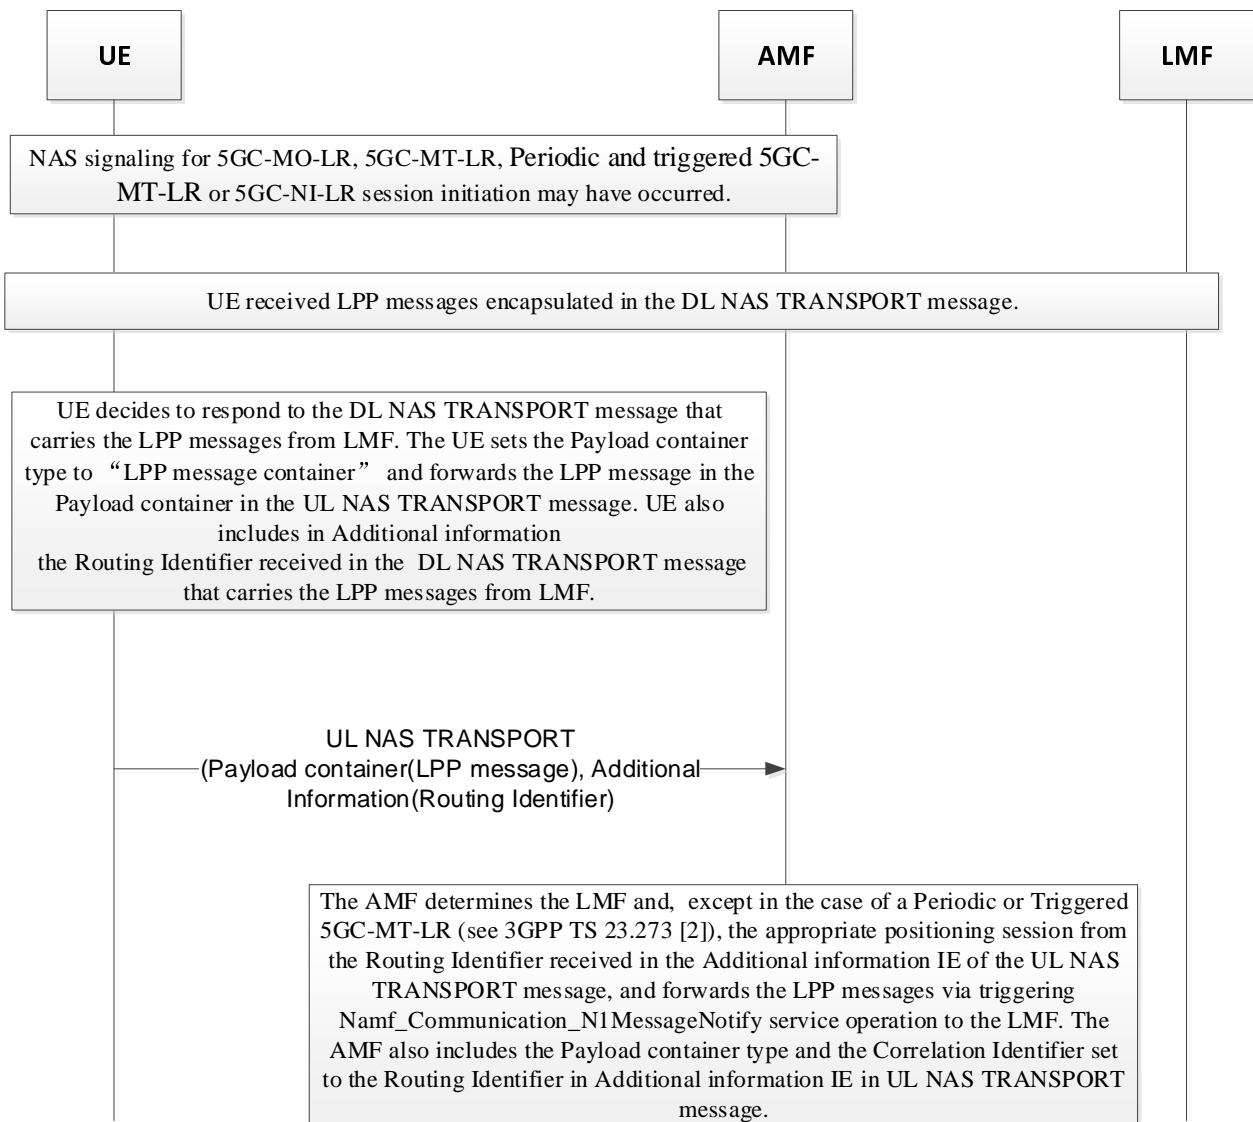 UE
AMF
LMF
NAS signaling for 5GC-MO-LR, 5GC-MT-LR, Periodic and triggered 5GC-
MT-LR or 5GC-NI-LR session initiation may have occurred.
UE received LPP messages encapsulated in the DL NAS TRANSPORT message.
UE decides to respond to the DL NAS TRANSPORT message that
carries the LPP messages from LMF. The UE sets the Payload container
type to “LPP message container” and forwards the LPP message in the
Payload container in the UL NAS TRANSPORT message. UE also
includes in Additional information
the Routing Identifier received in the DL NAS TRANSPORT message
that carries the LPP messages from LMF.
UL NAS TRANSPORT
(Payload container(LPP message), Additional
Information(Routing Identifier)
The AMF determines the LMF and, except in the case of a Periodic or Triggered
5GC-MT-LR (see 3GPP TS 23.273 [2]), the appropriate positioning session from
the Routing Identifier received in the Additional information IE of the UL NAS
TRANSPORT message, and forwards the LPP messages via triggering
Namf_Communication_N1MessageNotify service operation to the LMF. The
AMF also includes the Payload container type and the Correlation Identifier set
to the Routing Identifier in Additional information IE in UL NAS TRANSPORT
message.